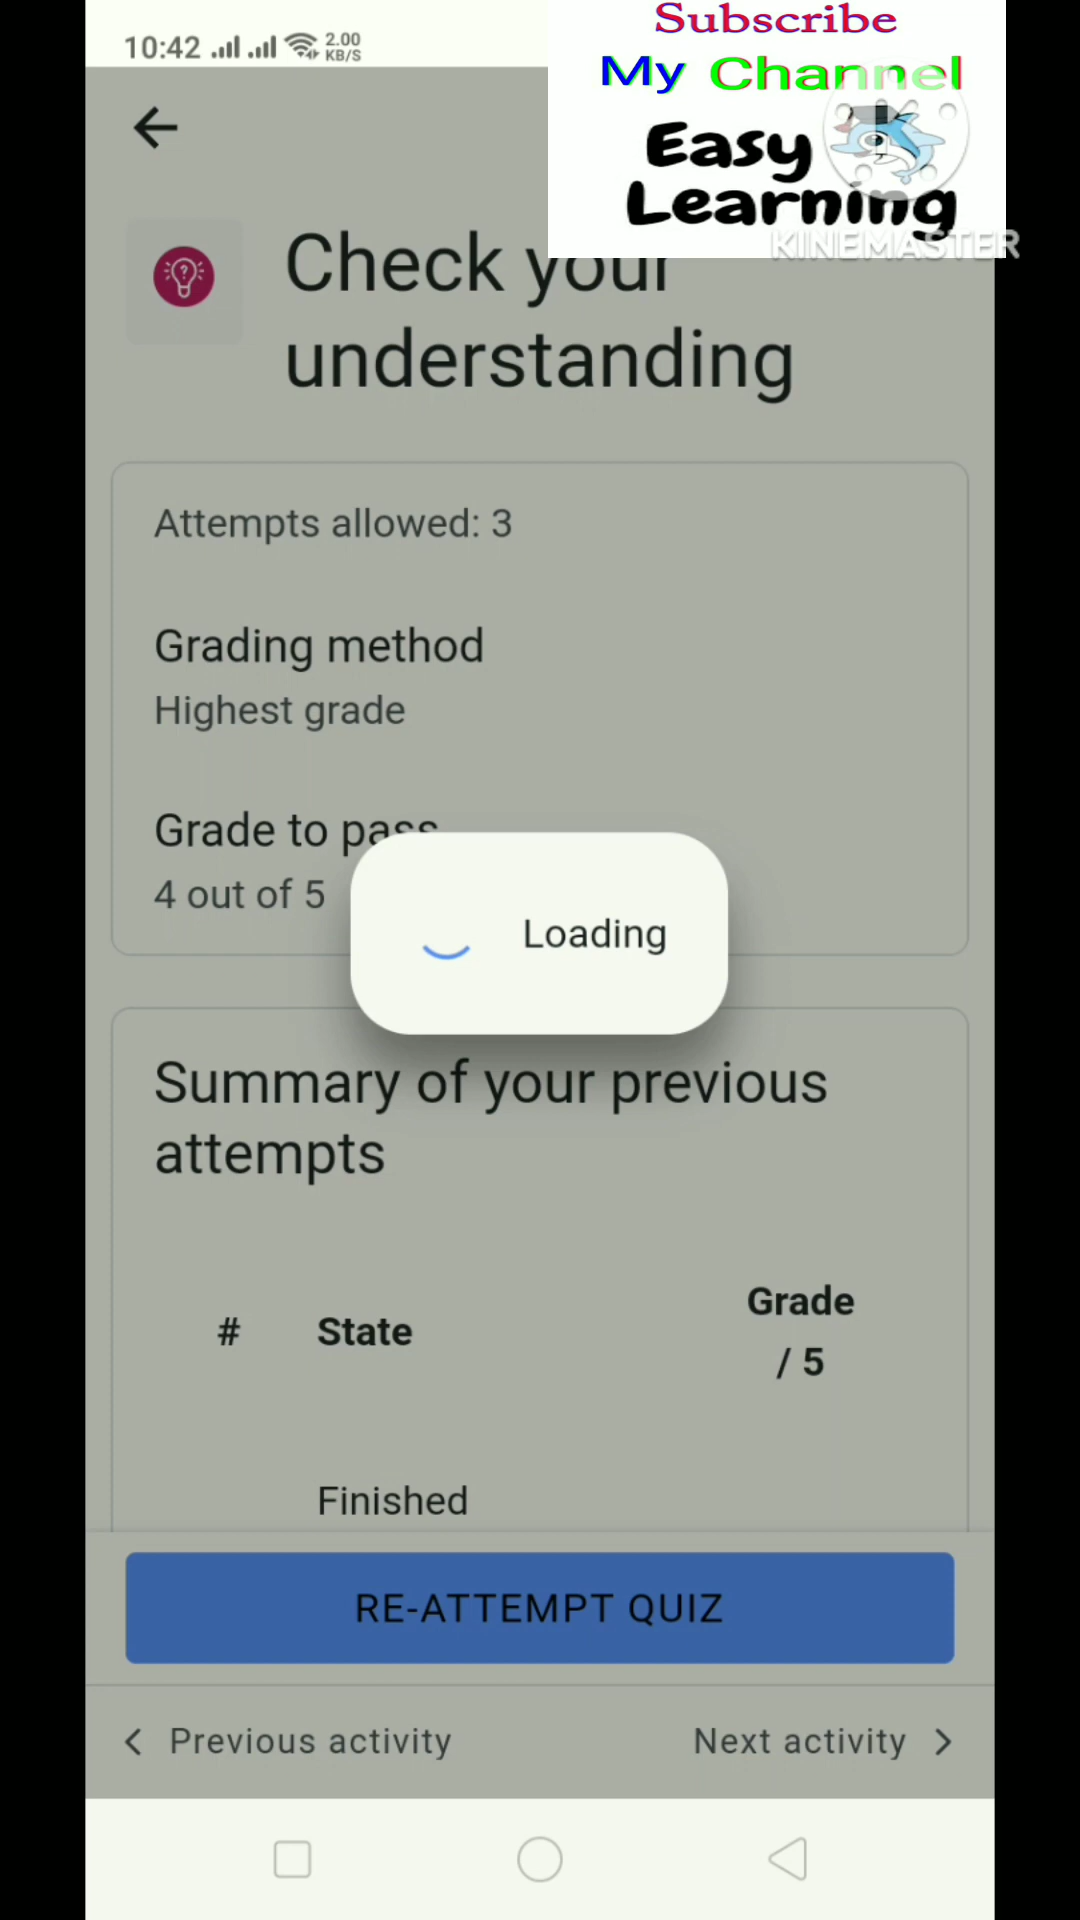 10:42
2.00
KB/S
Subscribe
My Channel
Easy
Learning
KINEMASTER
Check your
understanding
Attempts allowed: 3
Grading method
Highest grade
Grade to pass
4 out of 5
Loading
Summary of your previous
attempts
# State Grade
/ 5
Finished
RE-ATTEMPT QUIZ
Previous activity Next activity